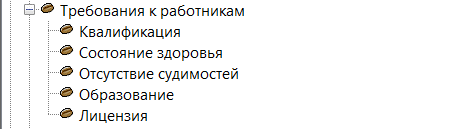 Требования к работникам
Квалификация
Состояние здоровья
Отсутствие судимостей
Образование
Лицензия